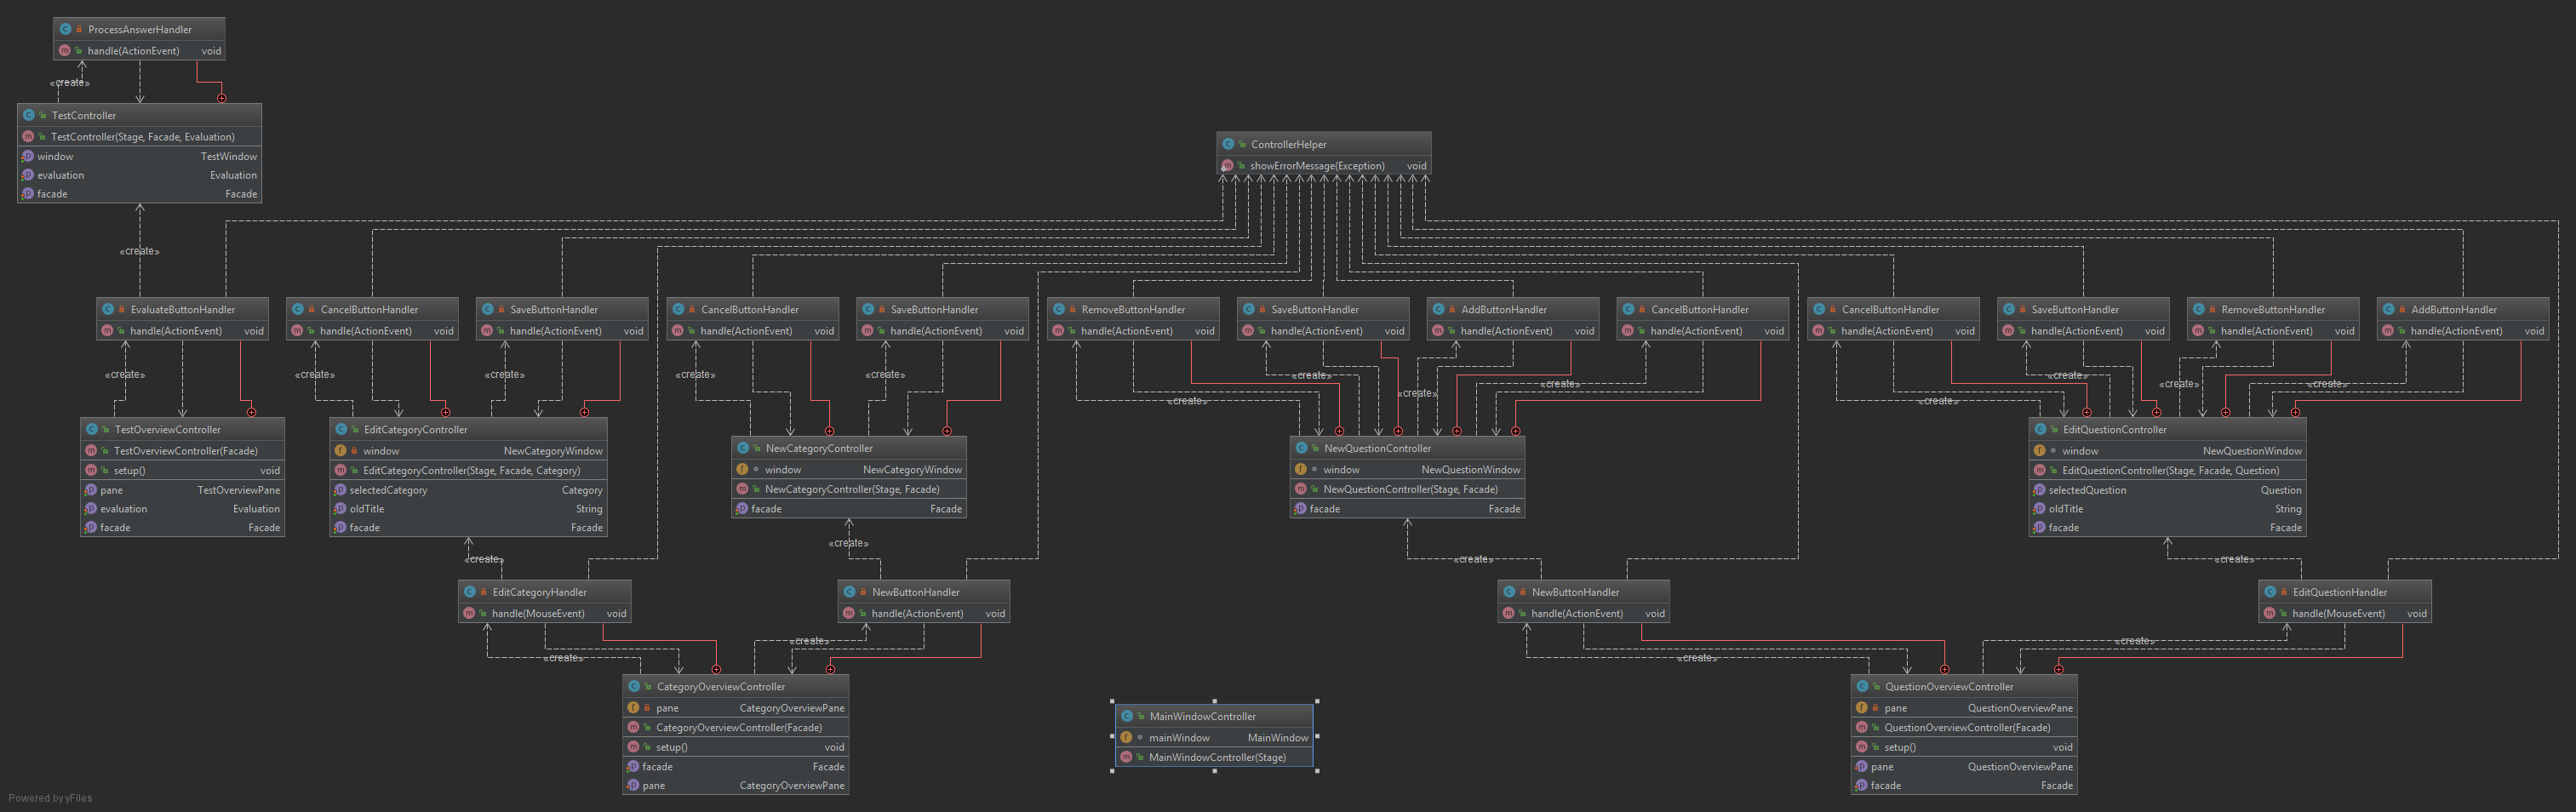 ProcessAnswerHandler
handle(ActionEvent) void
«create»
TestController
TestController(Stage, Facade, Evaluation)
window TestWindow
evaluation Evaluation
facade Facade
ControllerHelper
showErrorMessage(Exception) void
«create»
EvaluateButtonHandler
handle(ActionEvent) void
CancelButtonHandler
handle(ActionEvent) void
SaveButtonHandler
handle(ActionEvent) void
CancelButtonHandler
handle(ActionEvent) void
SaveButtonHandler
handle(ActionEvent) void
RemoveButtonHandler
handle(ActionEvent) void
SaveButtonHandler
handle(ActionEvent) void
AddButtonHandler
handle(ActionEvent) void
CancelButtonHandler
handle(ActionEvent) void
CancelButtonHandler
handle(ActionEvent) void
SaveButtonHandler
handle(ActionEvent) void
RemoveButtonHandler
handle(ActionEvent) void
AddButtonHandler
handle(ActionEvent) void
«create»
«create»
«create»
«create»
«create»
«create»
«create»
«create»
«create»
«create»
«create»
«create»
«create»
TestOverviewController
TestOverviewController(Facade)
setup() void
pane TestOverviewPane
evaluation Evaluation
facade Facade
EditCategoryController
window NewCategoryWindow
EditCategoryController(Stage, Facade, Category)
selectedCategory Category
oldTitle String
facade Facade
NewCategoryController
window NewCategoryWindow
NewCategoryController(Stage, Facade)
facade Facade
NewQuestionController
window NewQuestionWindow
NewQuestionController(Stage, Facade)
facade Facade
EditQuestionController
window NewQuestionWindow
EditQuestionController(Stage, Facade, Question)
selectedQuestion Question
oldTitle String
facade Facade
«create»
«create»
«create»
«create»
EditCategoryHandler
handle(MouseEvent) void
NewButtonHandler
handle(ActionEvent) void
NewButtonHandler
handle(ActionEvent) void
EditQuestionHandler
handle(MouseEvent) void
«create»
«create»
«create»
«create»
CategoryOverviewController
pane CategoryOverviewPane
CategoryOverviewController(Facade)
setup() void
facade Facade
pane CategoryOverviewPane
MainWindowController
mainWindow MainWindow
MainWindowController(Stage)
QuestionOverviewController
pane QuestionOverviewPane
QuestionOverviewController(Facade)
setup() void
pane QuestionOverviewPane
facade Facade
Powered by yFiles